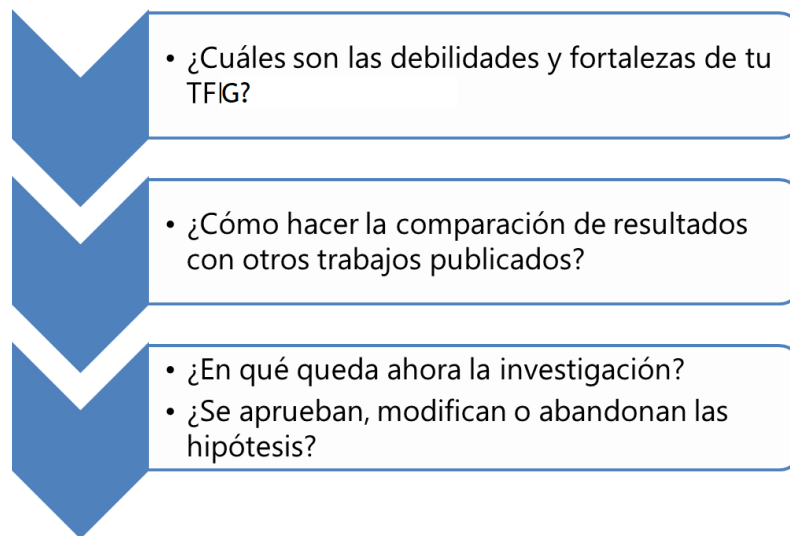 • ¿Cuáles son las debilidades y fortalezas de tu
TFG?
• ¿Cómo hacer la comparación de resultados
con otros trabajos publicados?
• ¿En qué queda ahora la investigación?
• ¿Se aprueban, modifican o abandonan las
hipótesis?